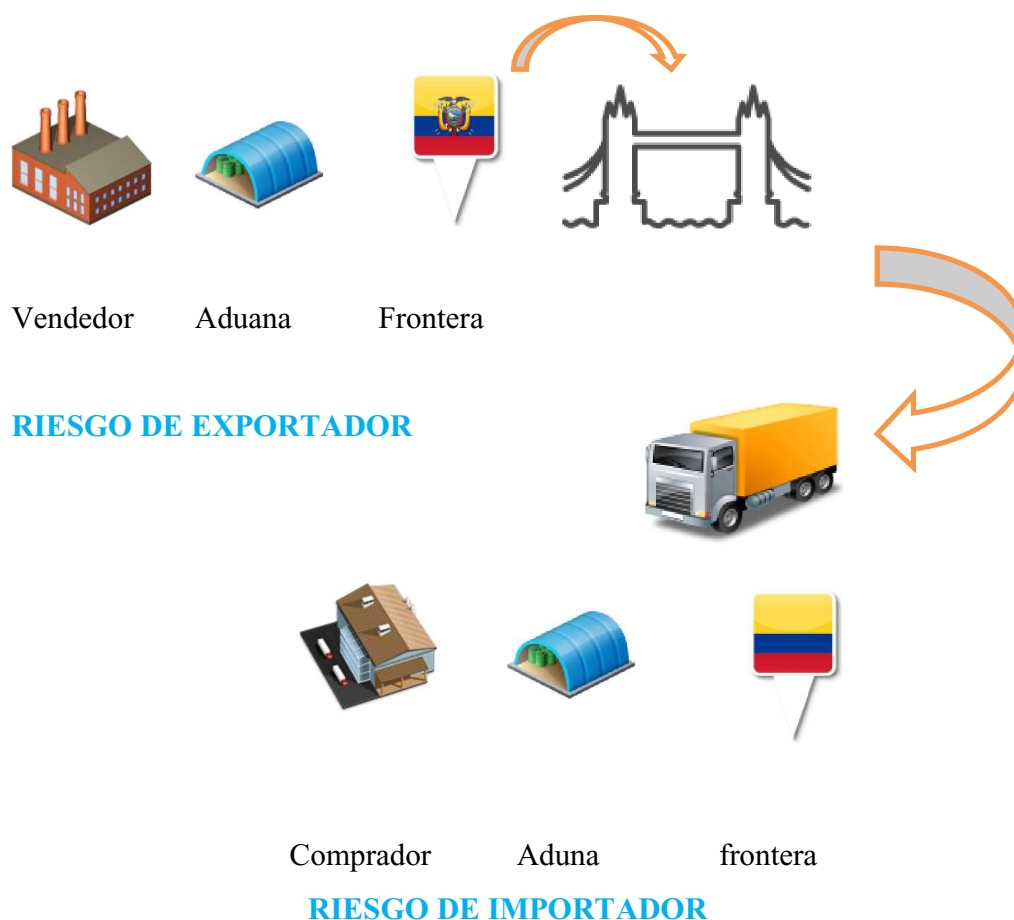 Vendedor Aduana Frontera
RIESGO DE EXPORTADOR
Comprador Aduna frontera
RIESGO DE IMPORTADOR